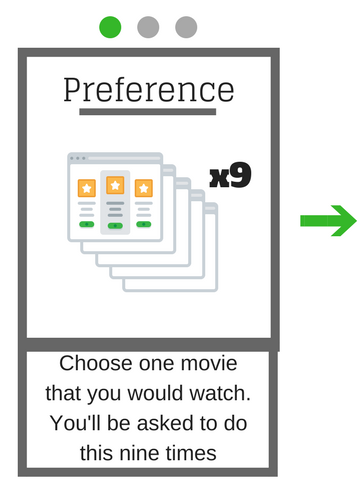 Preference
x9
Choose one movie
that you would watch.
You'll be asked to do
this nine times